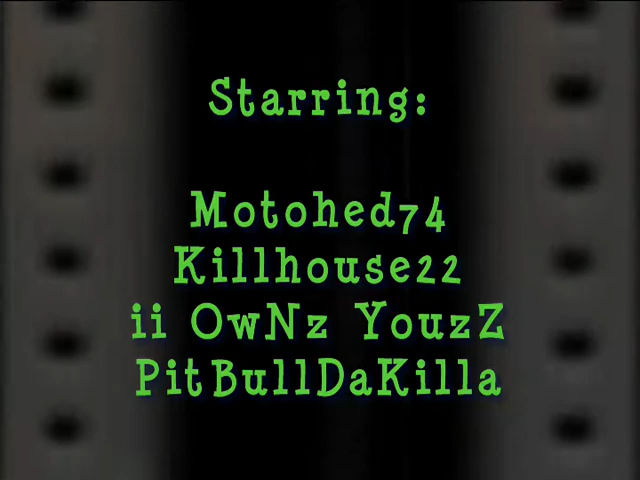 Starring:
Motohed74
Killhouse22
ii OwNz YouzZ
PitBullDaKilla